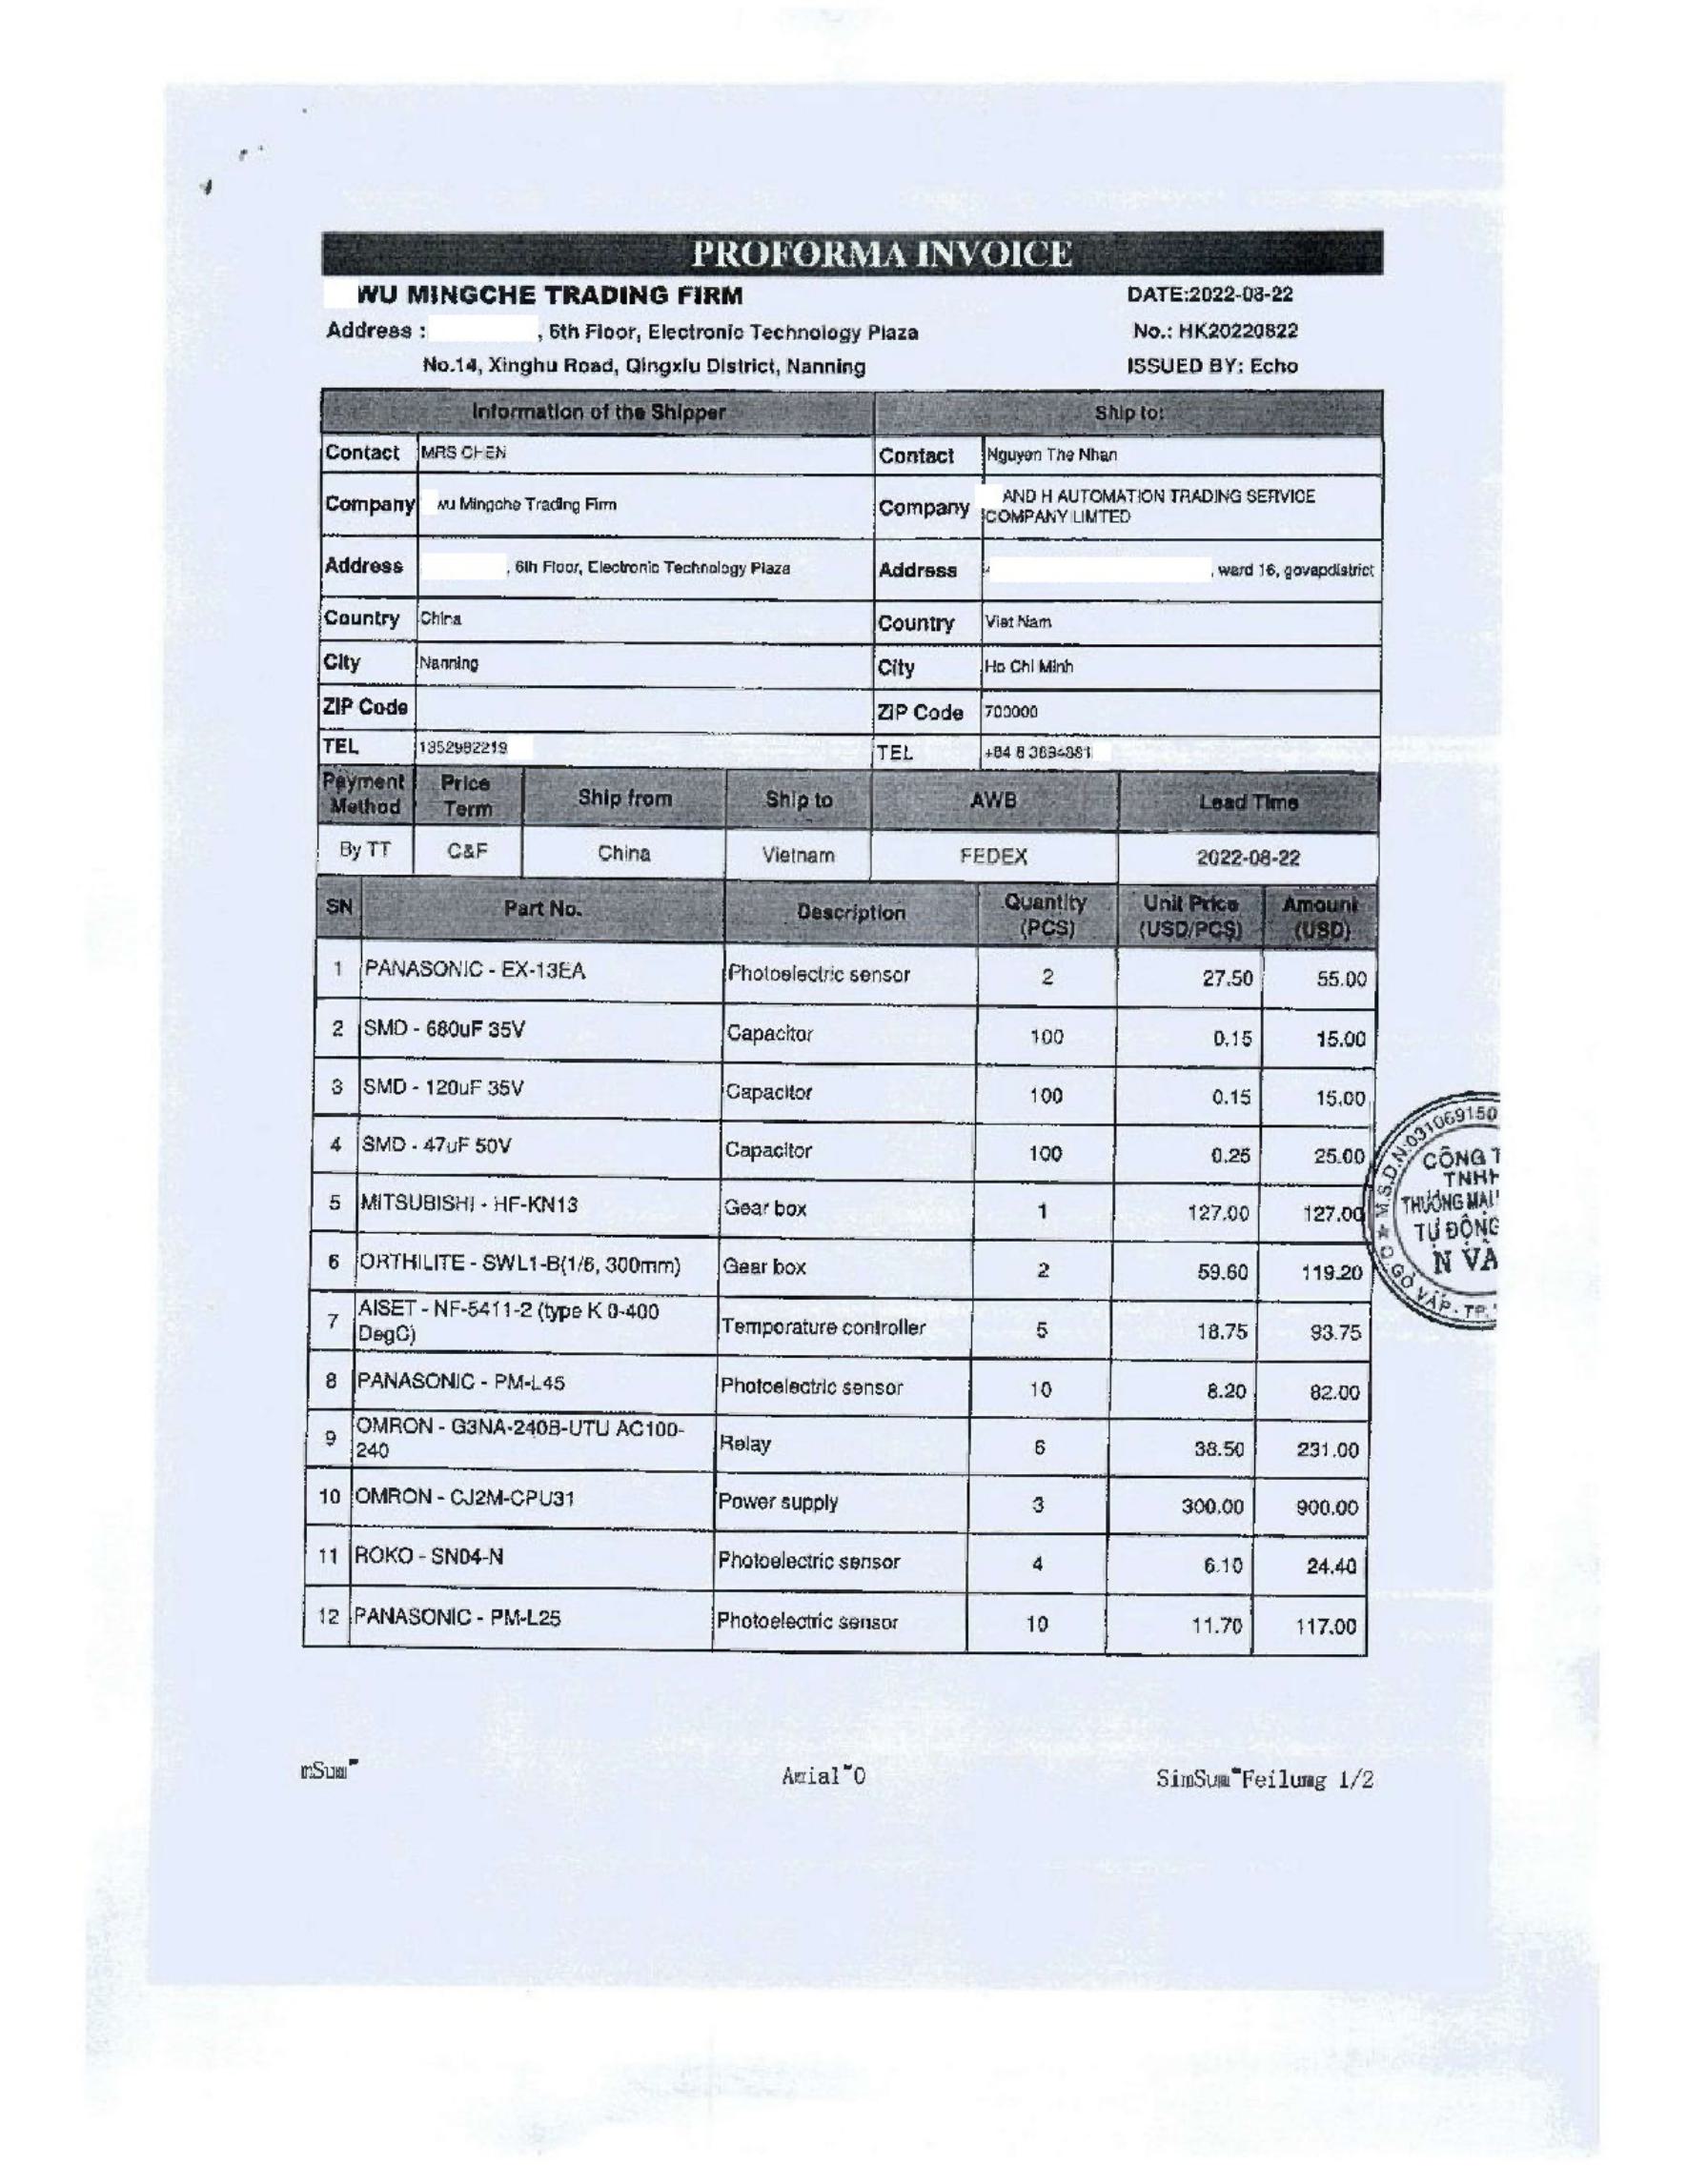 PROFORMA INVOICE
WU MINGCHE TRADING FIRM
DATE:2022-08-22
Address : , 6th Floor, Electronic Technology Plaza
No.: HK20220822
No.14, Xinghu Road, Qingxiu District, Nanning
ISSUED BY: Echo
Information of the Shipper Ship to:
Contact MRS CHEN Contact Nguyen The Nhan
Company wu Mingche Trading Firm Company AND H AUTOMATION TRADING SERVICE
COMPANY LIMTED
Address , 6th Floor, Electronic Technology Plaza Address , ward 16, govapdistrict
Country China Country Viet Nam
City Nanning City Ho Chi Minh
ZIP Code ZIP Code 700000
TEL 1352982219 TEL +84 8 3894881
Payment Method Price Term Ship from Ship to AWB Lead Time
By TT C&F China Vietnam FEDEX 2022-08-22
SN Part No. Description Quantity (PCS) Unit Price (USD/PCS) Amount (USD)
1 PANASONIC - EX-13EA Photoelectric sensor 2 27.50 55.00
2 SMD - 680uF 35V Capacitor 100 0.15 15.00
3 SMD - 120uF 35V Capacitor 100 0.15 15.00
4 SMD - 47uF 50V Capacitor 100 0.25 25.00
5 MITSUBISHI - HF-KN13 Gear box 1 127.00 127.00
6 ORTHILITE - SWL1-B(1/6, 300mm) Gear box 2 59.60 119.20
7 AISET - NF-5411-2 (type K 0-400 DegC) Temperature controller 5 18.75 93.75
8 PANASONIC - PM-L45 Photoelectric sensor 10 8.20 82.00
9 OMRON - G3NA-240B-UTU AC100-240 Relay 6 38.50 231.00
10 OMRON - CJ2M-CPU31 Power supply 3 300.00 900.00
11 ROKO - SN04-N Photoelectric sensor 4 6.10 24.40
12 PANASONIC - PM-L25 Photoelectric sensor 10 11.70 117.00
M.S.D.N:031069150
CÔNG T
TNHH
THƯƠNG MẠI
TỰ ĐỘNG
N VÀ
Q.GÒ VẤP - TP.
mSum Arial~0 SimSum~Feilumg 1/2